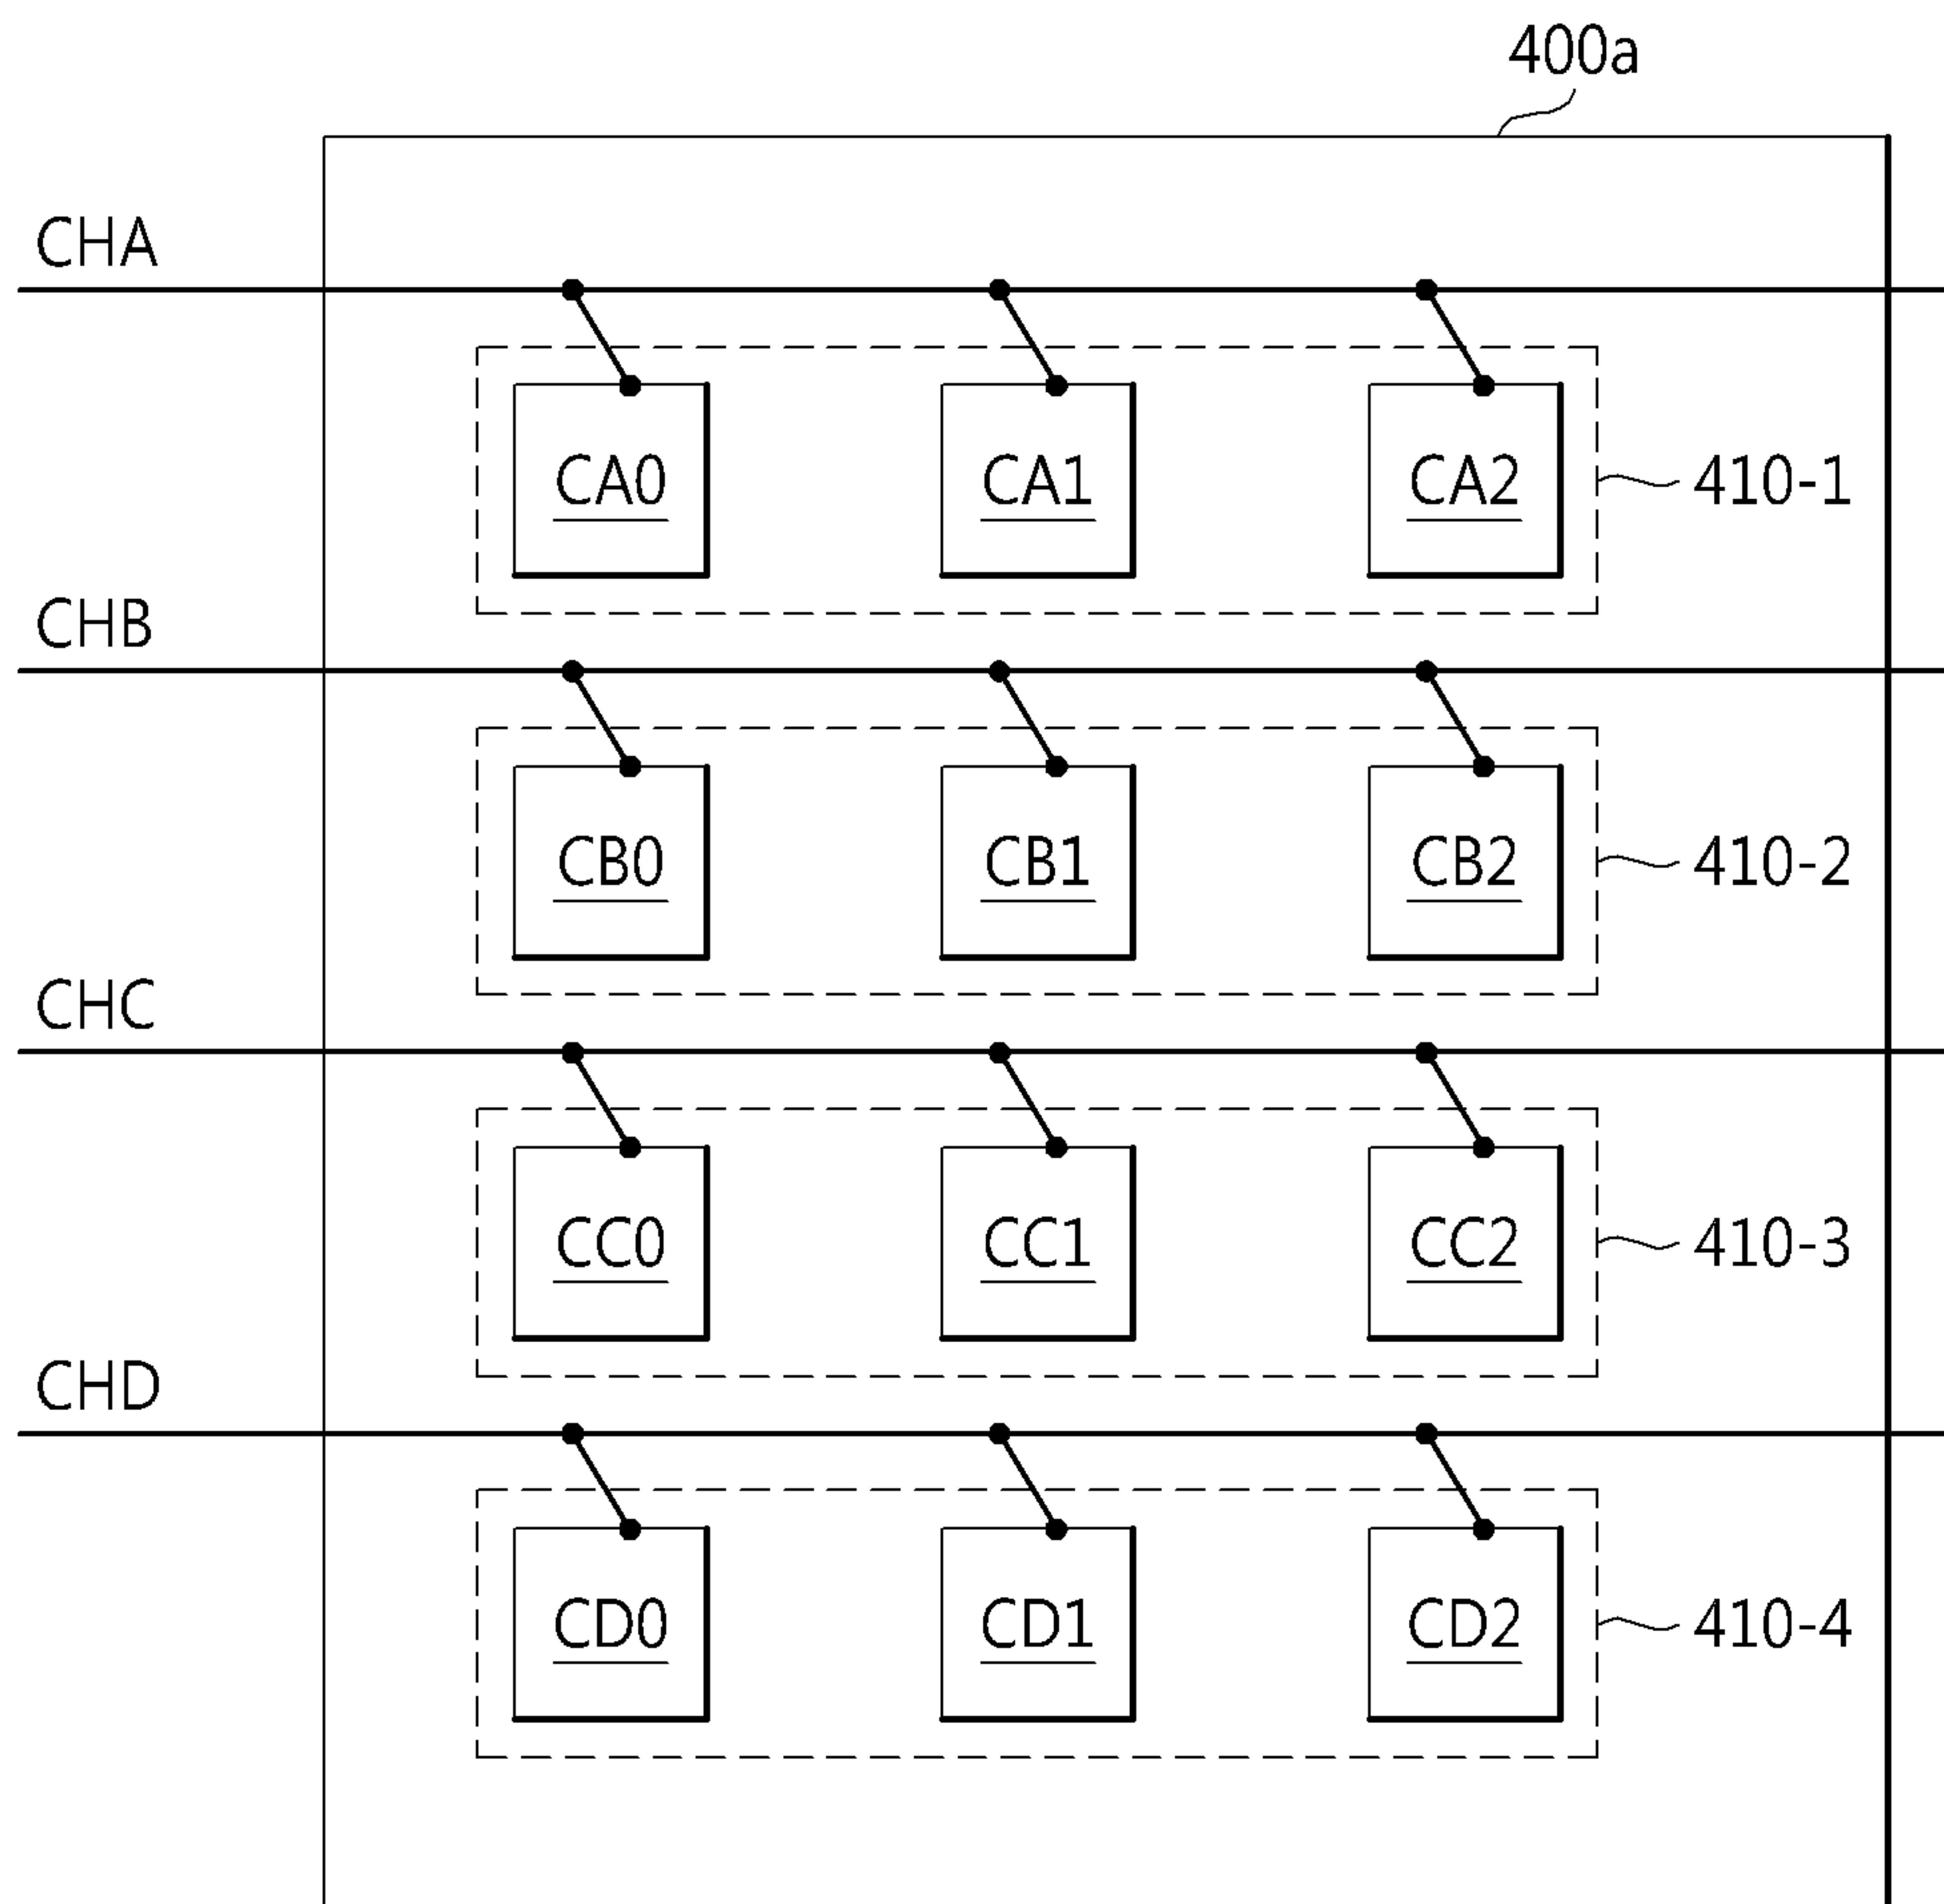 400a
CHA
CA0 CA1 CA2 410-1
CHB
CB0 CB1 CB2 410-2
CHC
CC0 CC1 CC2 410-3
CHD
CD0 CD1 CD2 410-4